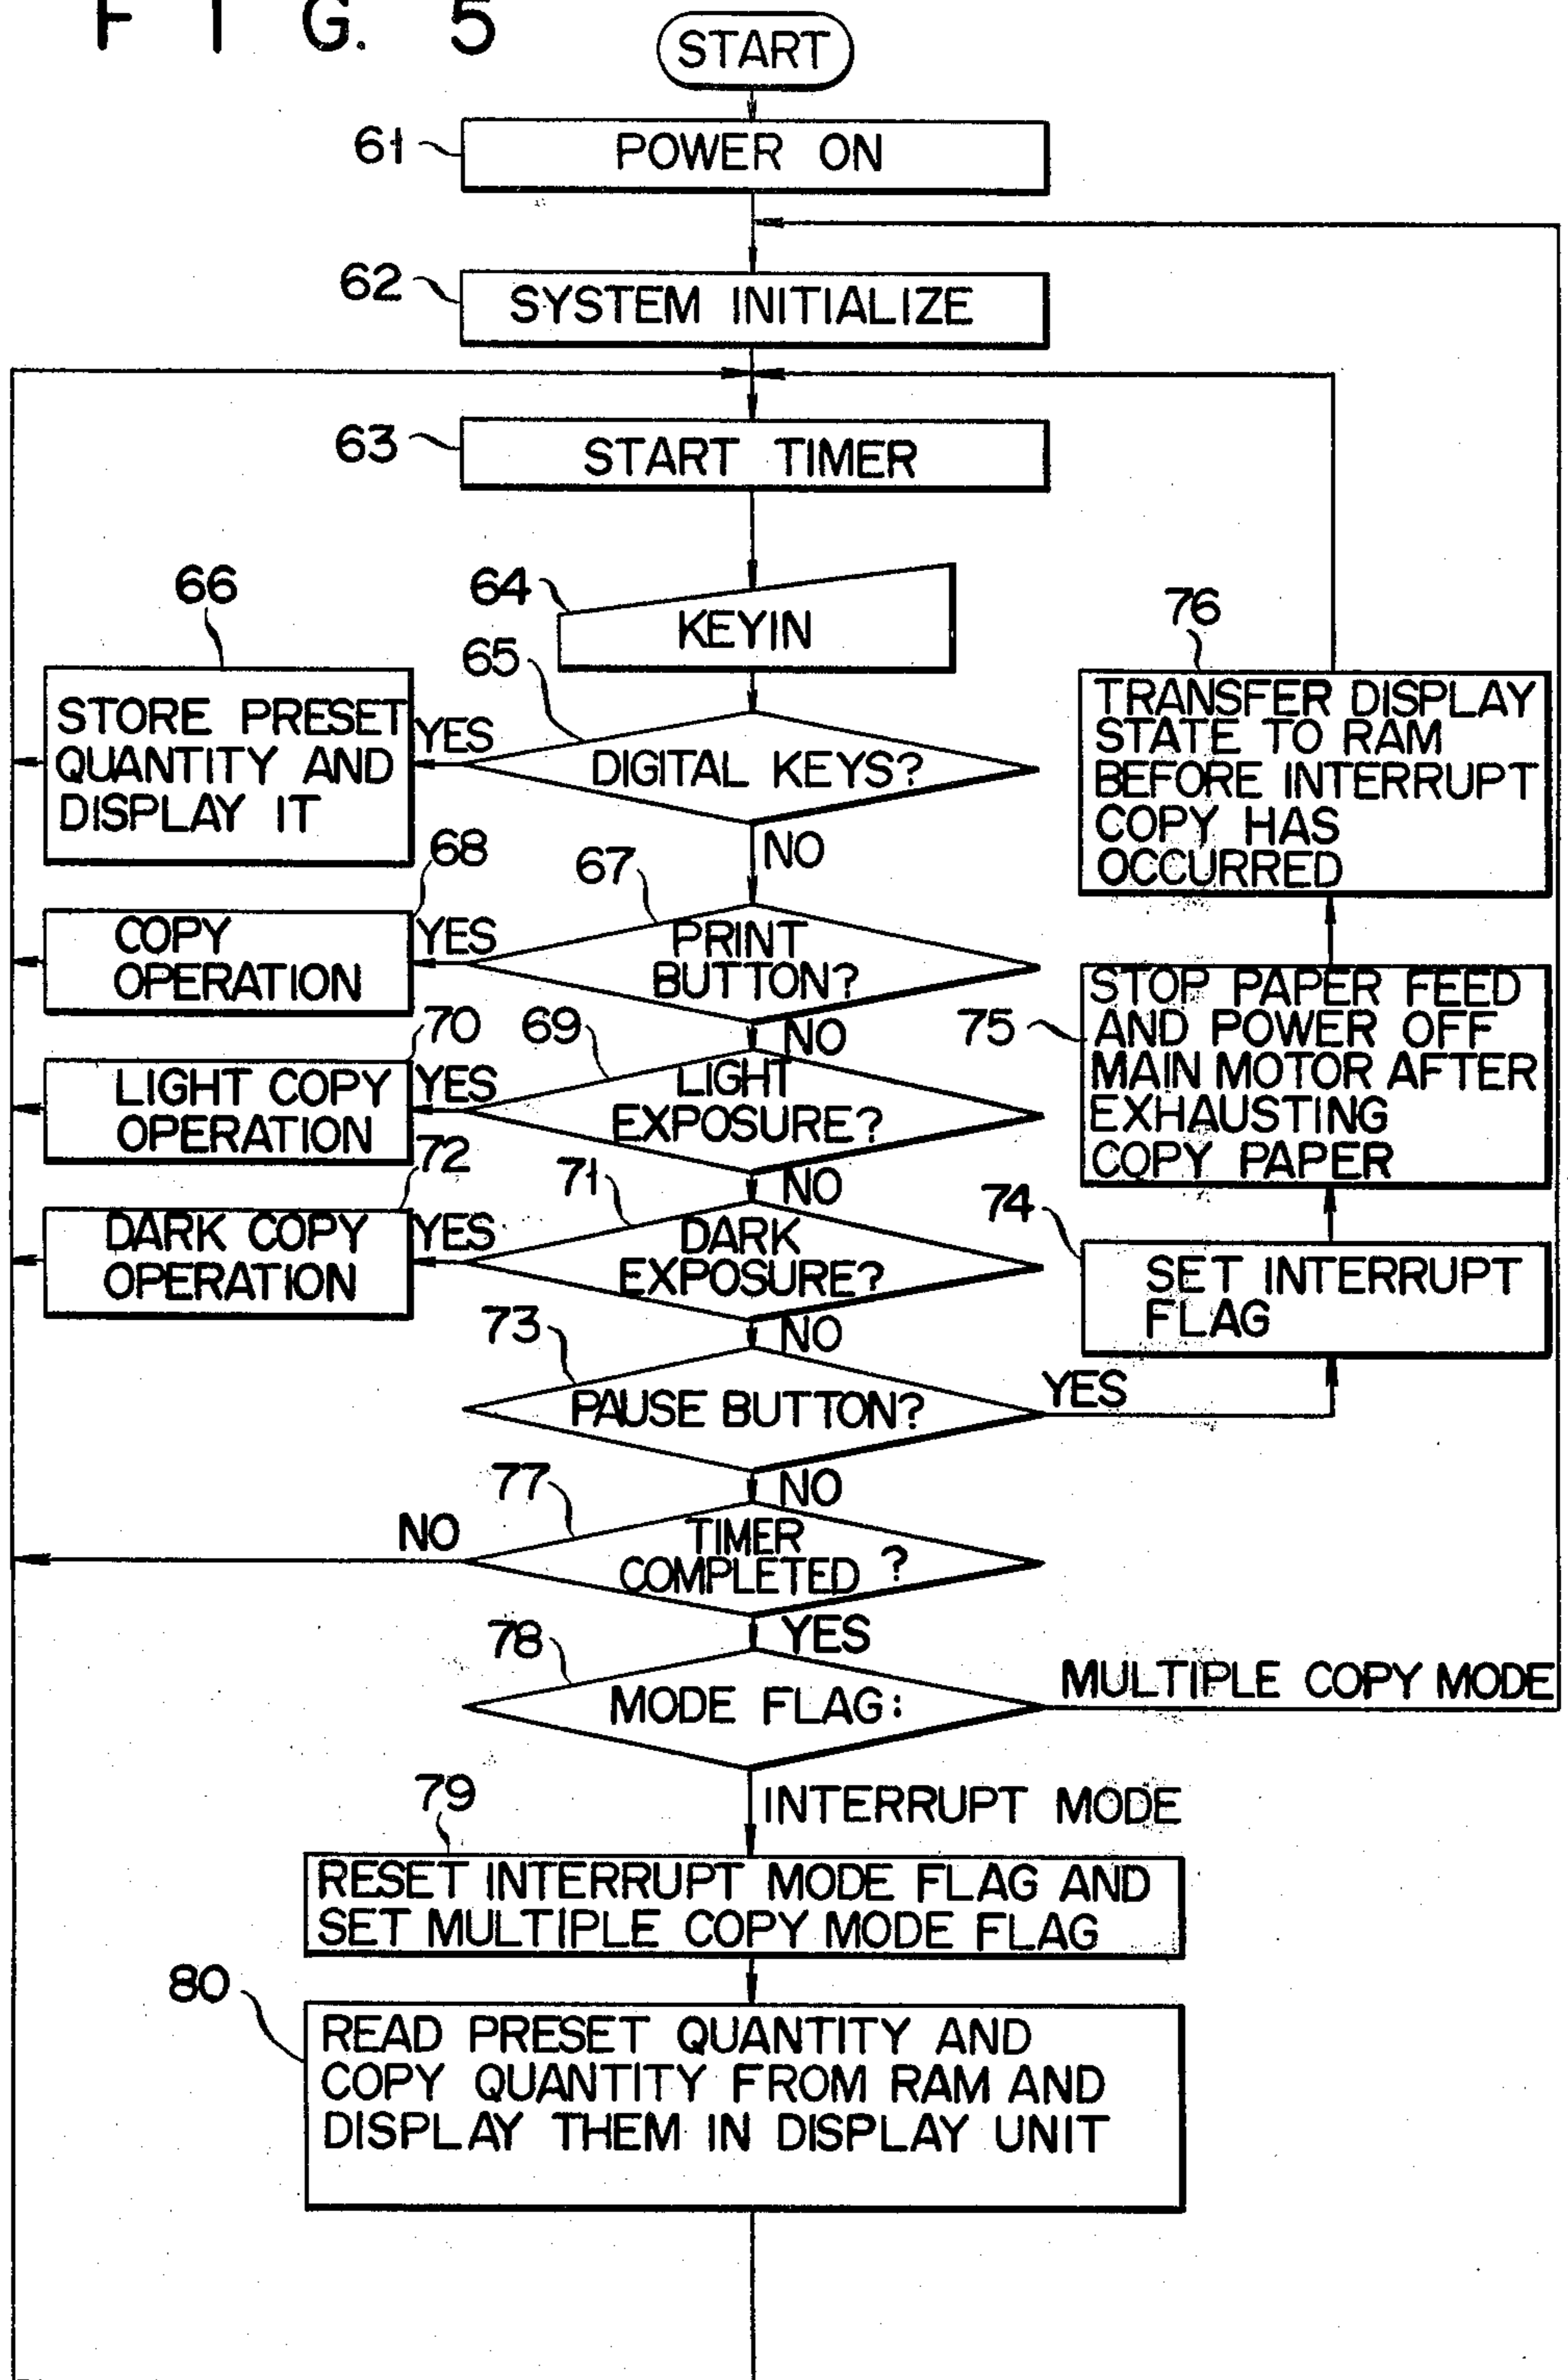 FIG. 5
START
61
POWER ON
62
SYSTEM INITIALIZE
63
START TIMER
64
KEYIN
65
DIGITAL KEYS?
YES
66
STORE PRESET
QUANTITY AND
DISPLAY IT
NO
67
PRINT
BUTTON?
YES
68
COPY
OPERATION
NO
69
LIGHT
EXPOSURE?
YES
70
LIGHT COPY
OPERATION
NO
71
DARK
EXPOSURE?
YES
72
DARK COPY
OPERATION
NO
73
PAUSE BUTTON?
YES
74
SET INTERRUPT
FLAG
75
STOP PAPER FEED
AND POWER OFF
MAIN MOTOR AFTER
EXHAUSTING
COPY PAPER
76
TRANSFER DISPLAY
STATE TO RAM
BEFORE INTERRUPT
COPY HAS
OCCURRED
NO
77
TIMER
COMPLETED ?
NO
YES
78
MODE FLAG:
MULTIPLE COPY MODE
INTERRUPT MODE
79
RESET INTERRUPT MODE FLAG AND
SET MULTIPLE COPY MODE FLAG
80
READ PRESET QUANTITY AND
COPY QUANTITY FROM RAM AND
DISPLAY THEM IN DISPLAY UNIT